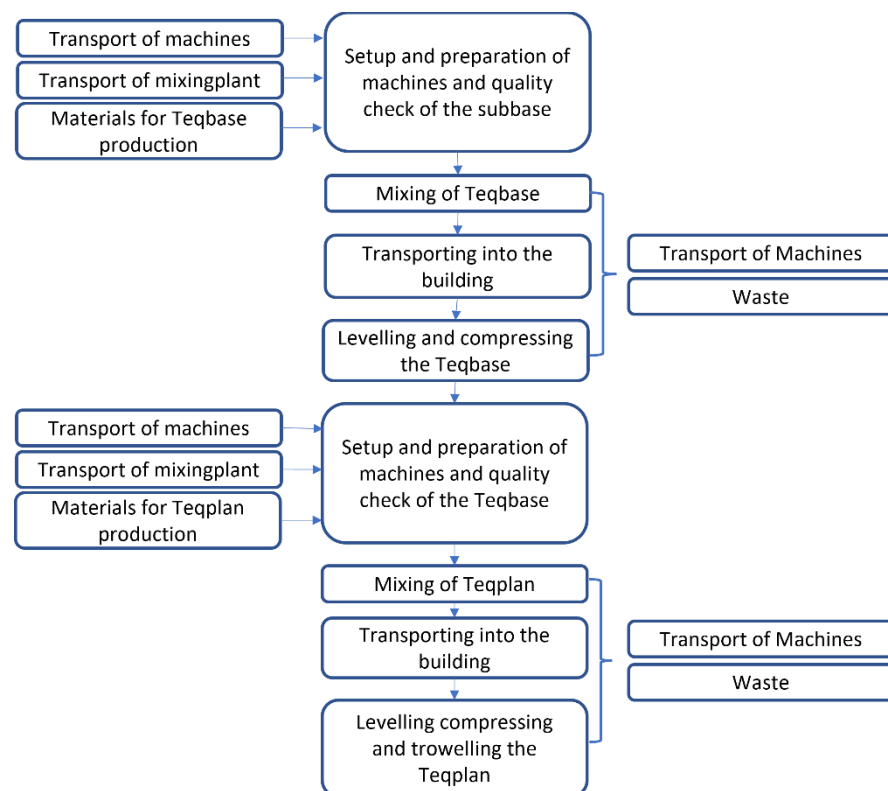 Transport of machines
Transport of mixingplant
Materials for Teqbase
production
Setup and preparation of
machines and quality
check of the subbase
Mixing of Teqbase
Transporting into the
building
Levelling and compressing
the Teqbase
Transport of Machines
Waste
Transport of machines
Transport of mixingplant
Materials for Teqplan
production
Setup and preparation of
machines and quality
check of the Teqbase
Mixing of Teqplan
Transporting into the
building
Levelling compressing
and trowelling the
Teqplan
Transport of Machines
Waste